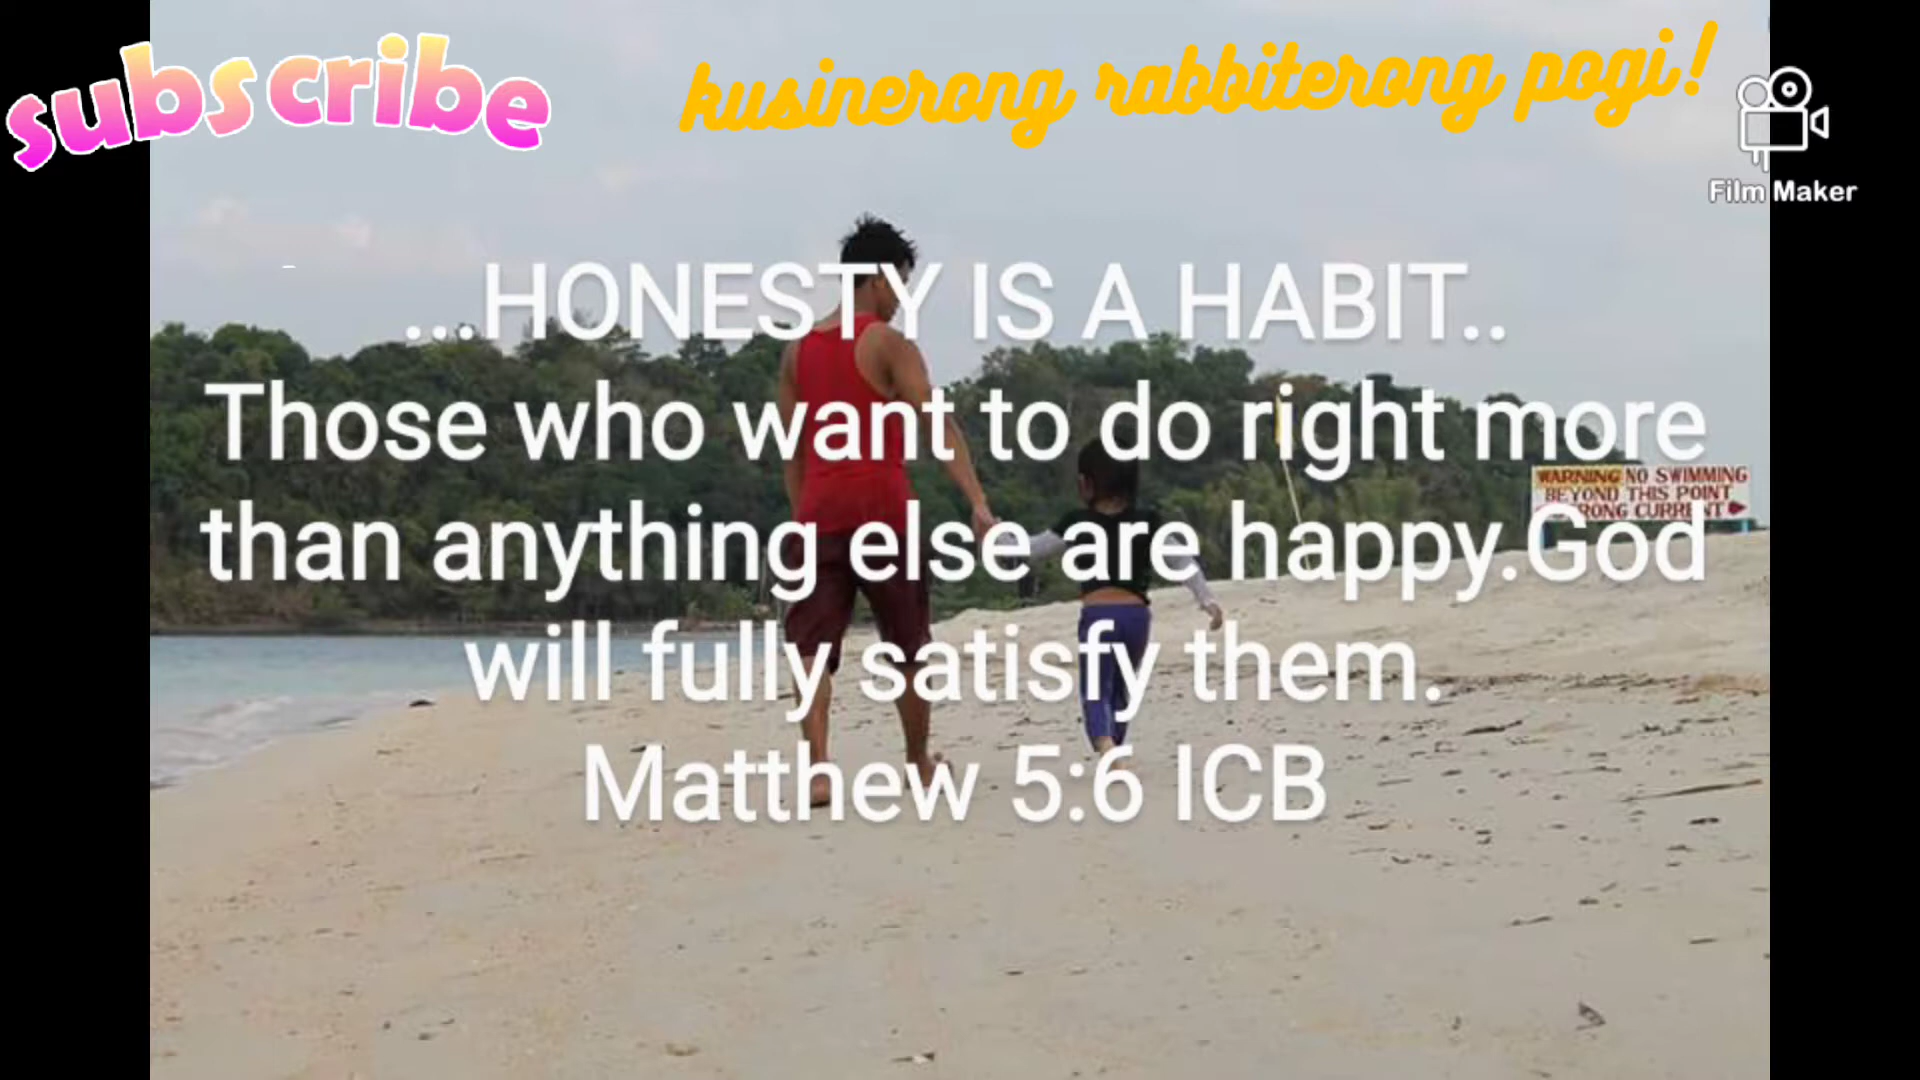 subscribe
kusinerong rabbiterong pogi!
Film Maker
...HONESTY IS A HABIT..
Those who want to do right more
than anything else are happy.God
will fully satisfy them.
Matthew 5:6 ICB
WARNING NO SWIMMING
BEYOND THIS POINT
CURRENT